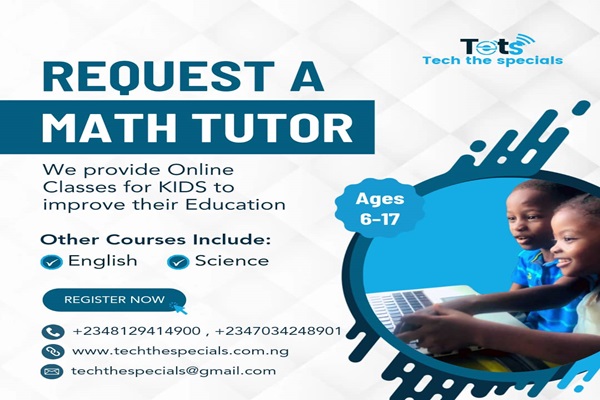 Tets
Tech the specials
REQUEST A
MATH TUTOR
We provide Online
Classes for KIDS to
improve their Education
Ages
6-17
Other Courses Include:
English Science
REGISTER NOW
+2348129414900 , +2347034248901
www.techthespecials.com.ng
techthespecials@gmail.com